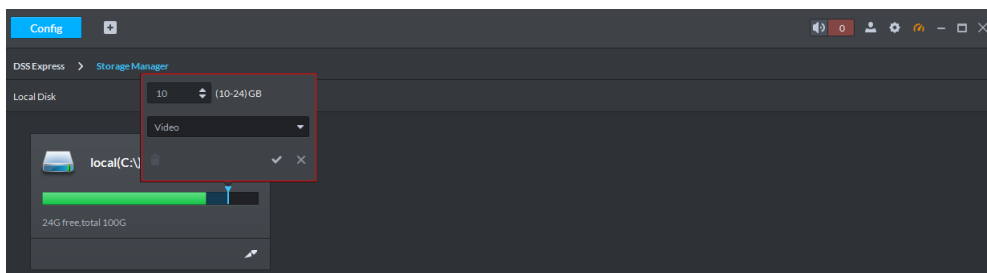 Config
0
DSS Express > Storage Manager
Local Disk
10 (10-24)GB
Video
local(C:\)
24G free,total 100G